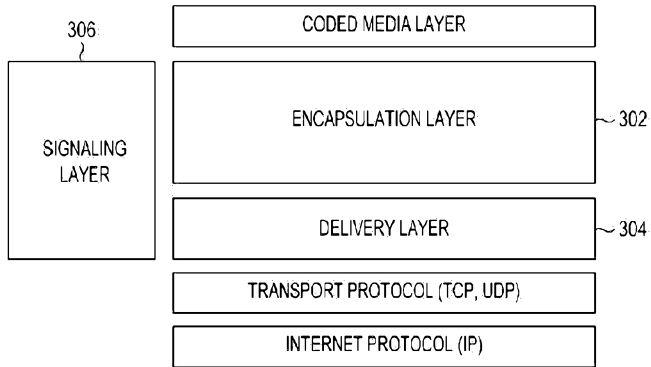 306
CODED MEDIA LAYER
ENCAPSULATION LAYER
302
SIGNALING
LAYER
DELIVERY LAYER
304
TRANSPORT PROTOCOL (TCP, UDP)
INTERNET PROTOCOL (IP)